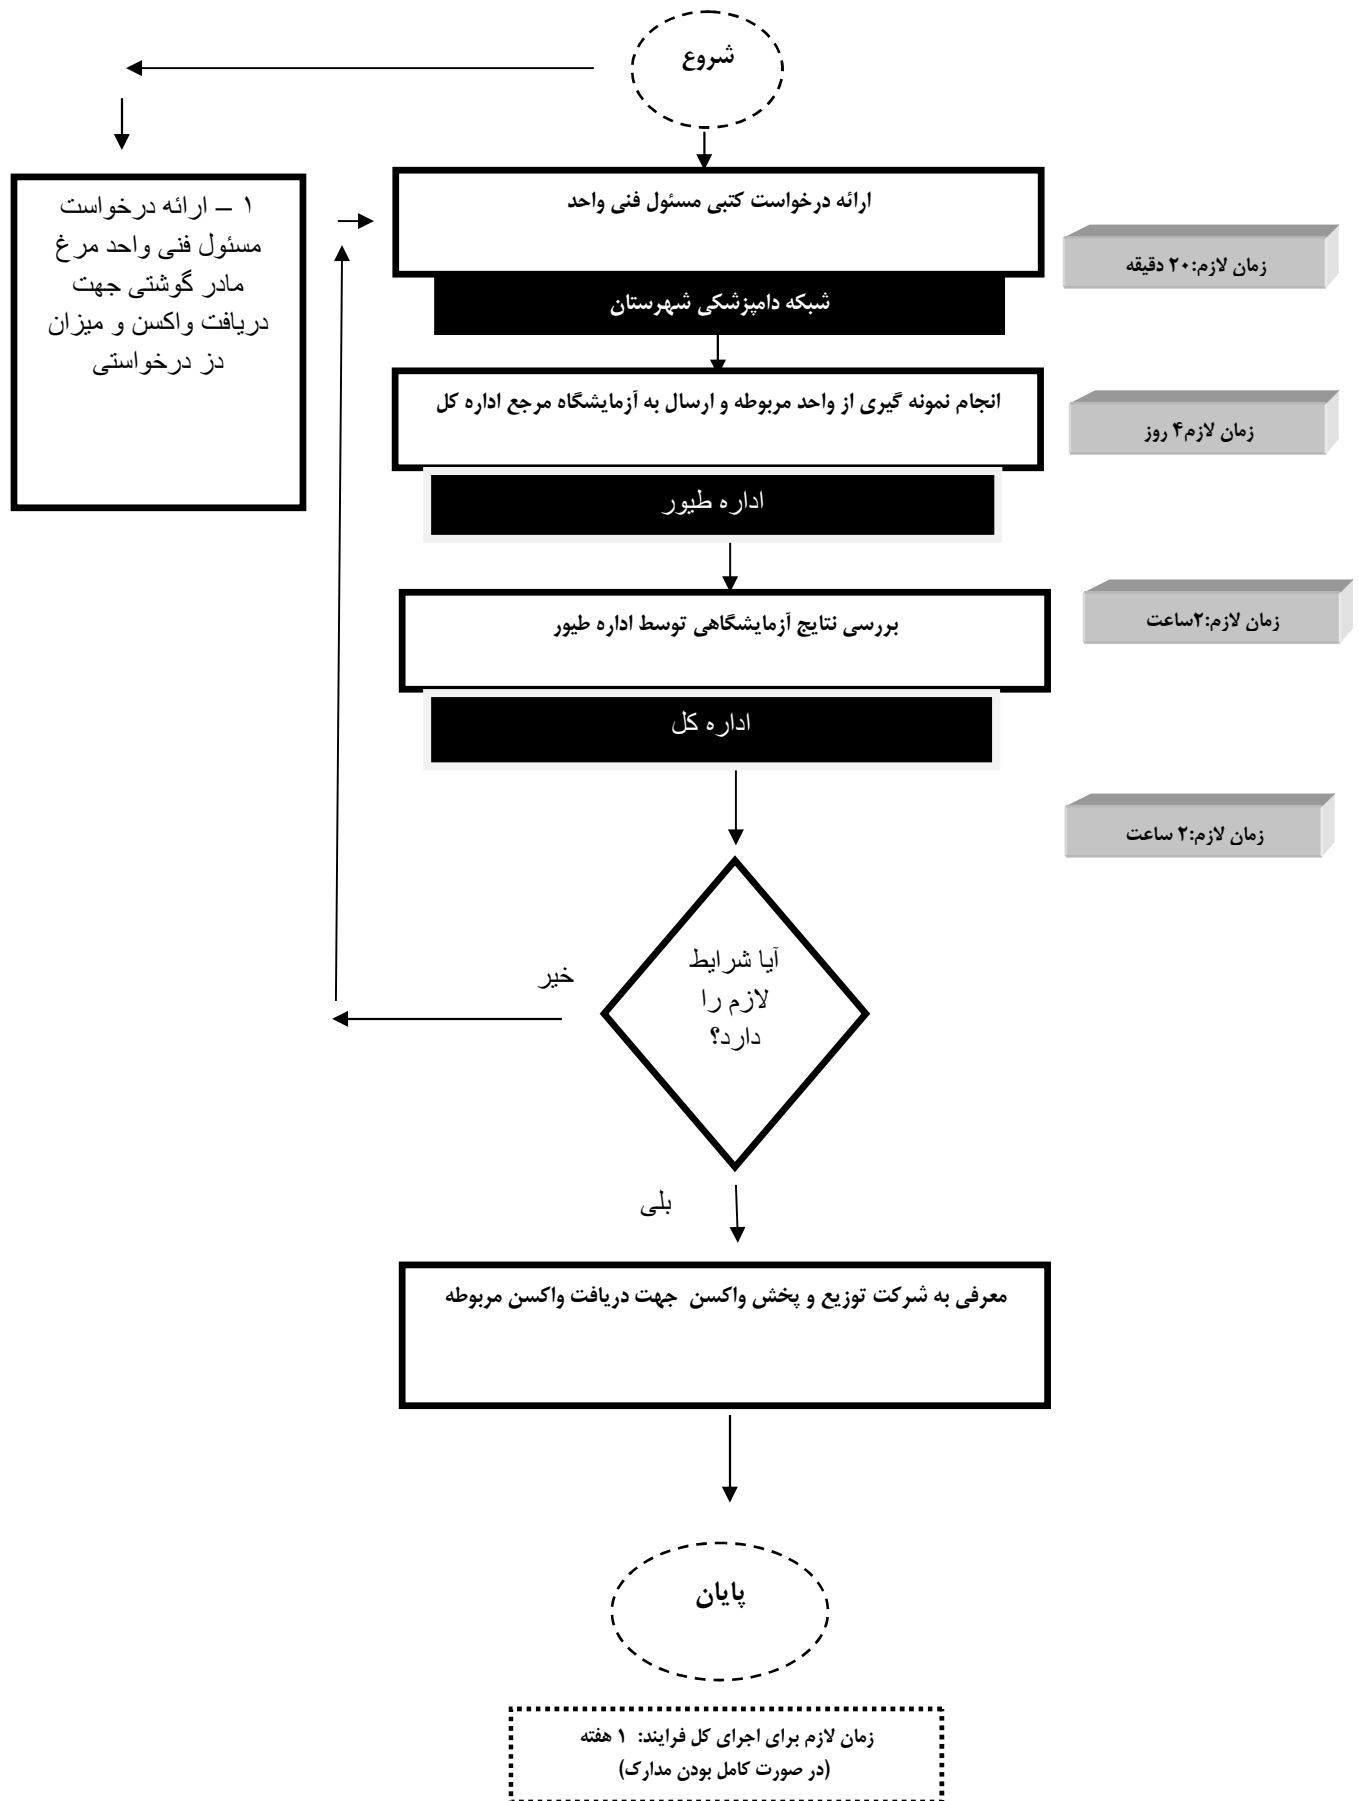 شروع
۱ – ارائه درخواست
مسئول فنی واحد مرغ
مادر گوشتی جهت
دریافت واکسن و میزان
دز درخواستی
ارائه درخواست کتبی مسئول فنی واحد
زمان لازم:۲۰ دقیقه
شبکه دامپزشکی شهرستان
انجام نمونه گیری از واحد مربوطه و ارسال به آزمایشگاه مرجع اداره کل
زمان لازم۴ روز
اداره طیور
بررسی نتایج آزمایشگاهی توسط اداره طیور
زمان لازم:۲ساعت
اداره کل
زمان لازم:۲ ساعت
آیا شرایط
لازم را
دارد؟
خیر
بلی
معرفی به شرکت توزیع و پخش واکسن جهت دریافت واکسن مربوطه
پایان
زمان لازم برای اجرای کل فرایند: ۱ هفته
(در صورت کامل بودن مدارک)